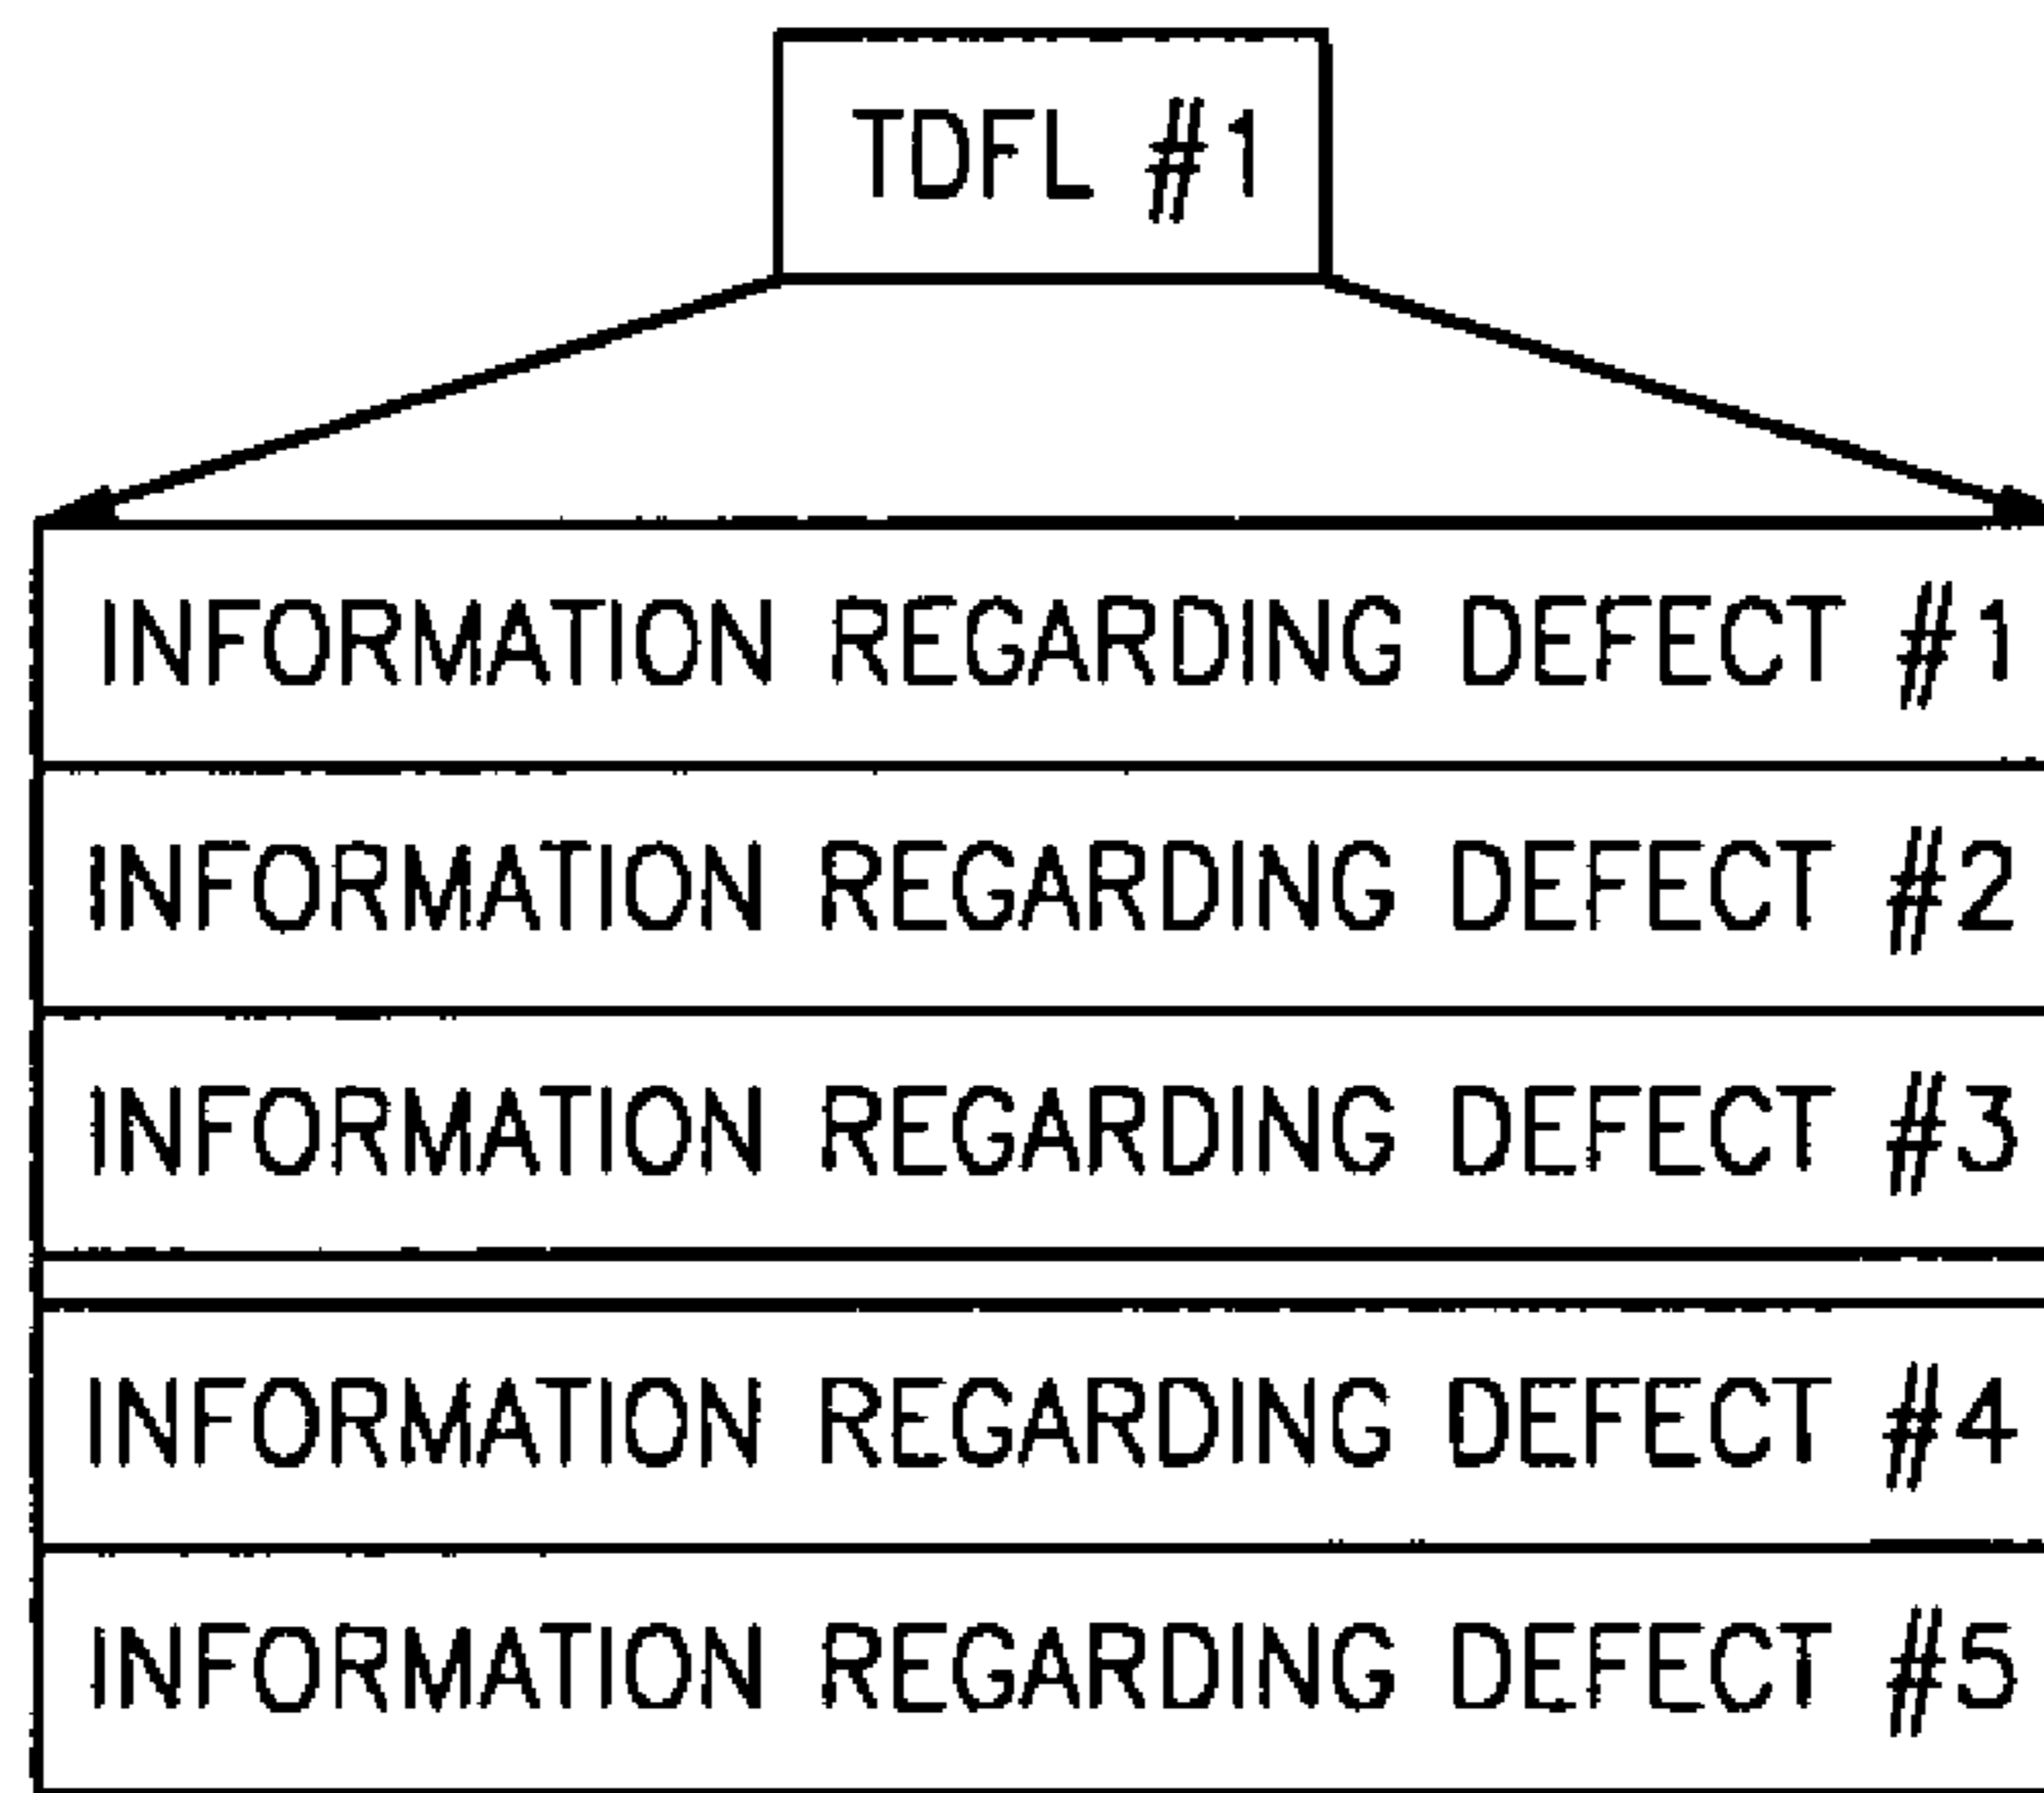 TDFL #1
INFORMATION REGARDING DEFECT #1
INFORMATION REGARDING DEFECT #2
INFORMATION REGARDING DEFECT #3
INFORMATION REGARDING DEFECT #4
INFORMATION REGARDING DEFECT #5